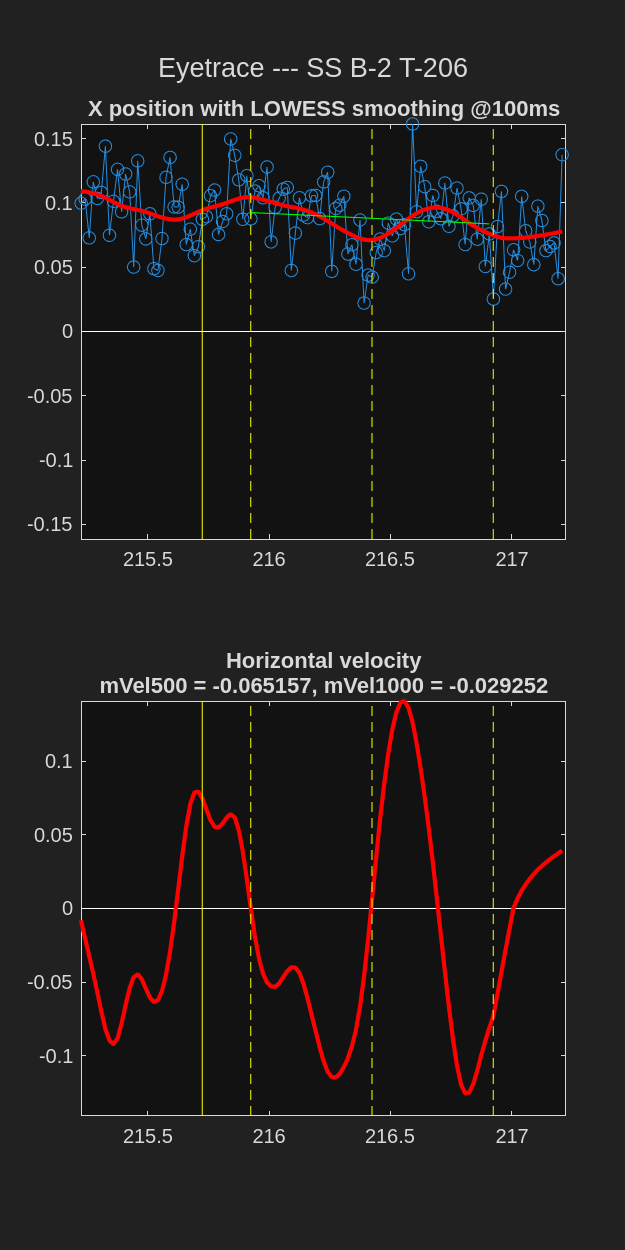 Eyetrace --- SS B-2 T-206
X position with LOWESS smoothing @100ms
0.15
0.1
0.05
0
-0.05
-0.1
-0.15
215.5 216 216.5 217
Horizontal velocity
mVel500 = -0.065157, mVel1000 = -0.029252
0.1
0.05
0
-0.05
-0.1
215.5 216 216.5 217